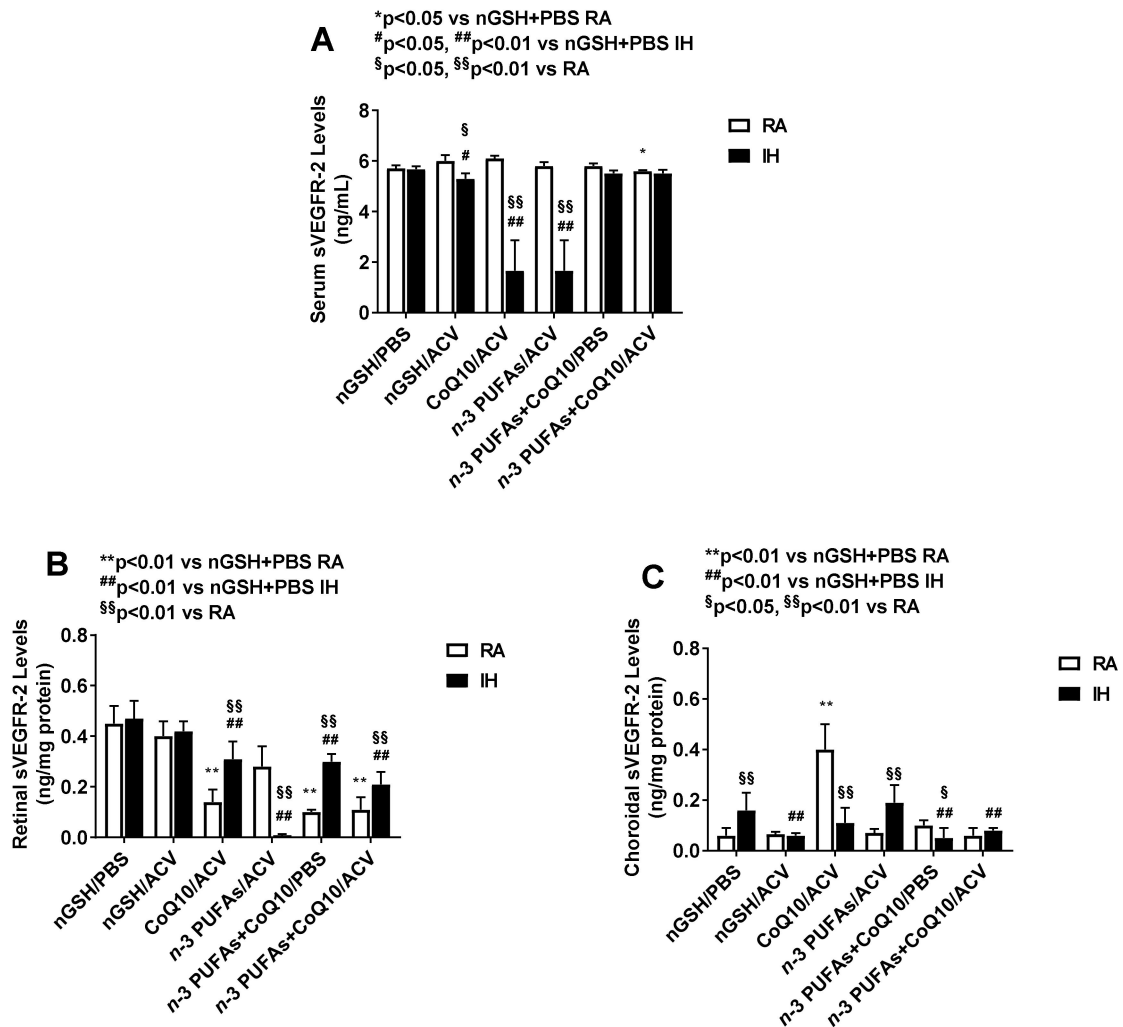 A
*p<0.05 vs nGSH+PBS RA
#p<0.05, ##p<0.01 vs nGSH+PBS IH
§p<0.05, §§p<0.01 vs RA
Serum sVEGFR-2 Levels
(ng/mL)
8
6
4
2
0
§
#
§§
##
§§
##
*
RA
IH
nGSH/PBS
nGSH/ACV
CoQ10/ACV
n-3 PUFAs/ACV
n-3 PUFAs+CoQ10/PBS
n-3 PUFAs+CoQ10/ACV
B
**p<0.01 vs nGSH+PBS RA
##p<0.01 vs nGSH+PBS IH
§§p<0.01 vs RA
Retinal sVEGFR-2 Levels
(ng/mg protein)
0.8
0.6
0.4
0.2
0.0
**
§§
##
§§
##
**
§§
##
**
§§
##
RA
IH
nGSH/PBS
nGSH/ACV
CoQ10/ACV
n-3 PUFAs/ACV
n-3 PUFAs+CoQ10/PBS
n-3 PUFAs+CoQ10/ACV
C
**p<0.01 vs nGSH+PBS RA
##p<0.01 vs nGSH+PBS IH
§p<0.05, §§p<0.01 vs RA
Choroidal sVEGFR-2 Levels
(ng/mg protein)
0.8
0.6
0.4
0.2
0.0
§§
##
**
§§
§§
§
##
##
RA
IH
nGSH/PBS
nGSH/ACV
CoQ10/ACV
n-3 PUFAs/ACV
n-3 PUFAs+CoQ10/PBS
n-3 PUFAs+CoQ10/ACV